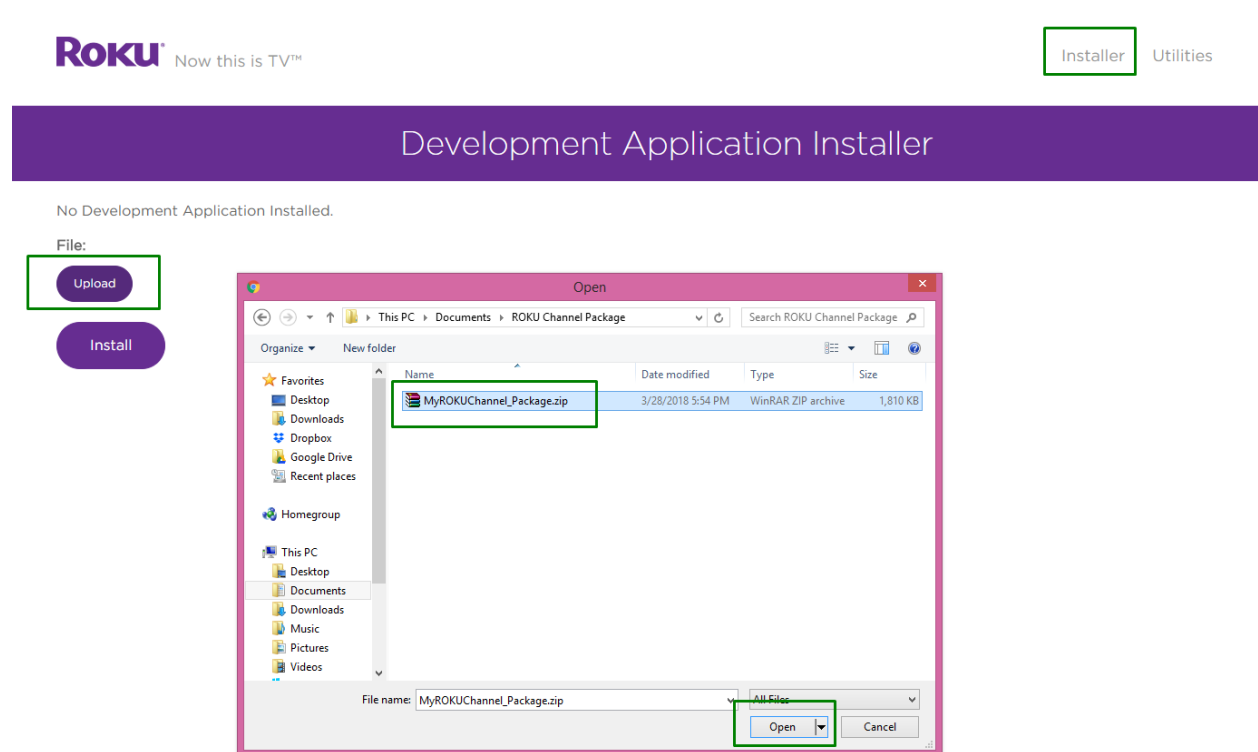 ROKU Now this is TV™
Installer Utilities
Development Application Installer
No Development Application Installed.
File:
Upload
Install
Open
This PC Documents ROKU Channel Package
Search ROKU Channel Package
Organize New folder
Name Date modified Type Size
MyROKUChannel_Package.zip 3/28/2018 5:54 PM WinRAR ZIP archive 1,810 KB
Favorites
Desktop
Downloads
Dropbox
Google Drive
Recent places
Homegroup
This PC
Desktop
Documents
Downloads
Music
Pictures
Videos
File name: MyROKUChannel_Package.zip
All Files
Open Cancel